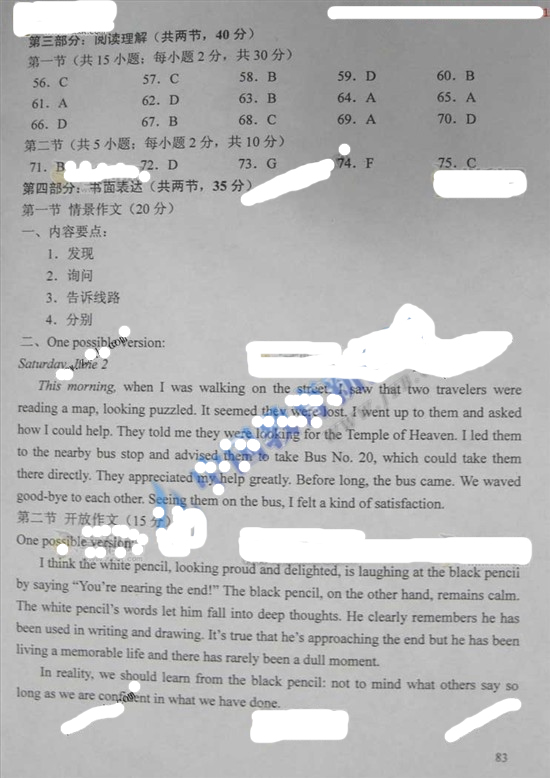 第三部分：阅读理解（共两节，40 分）
第一节（共 15 小题；每小题 2 分，共 30 分）
56. C 57. C 58. B 59. D 60. B
61. A 62. D 63. B 64. A 65. A
66. D 67. B 68. C 69. A 70. D
第二节（共 5 小题；每小题 2 分，共 10 分）
71. B 72. D 73. G 74. F 75. C
第四部分：书面表达（共两节，35 分）
第一节 情景作文（20 分）
一、内容要点：
1．发现
2．询问
3．告诉线路
4．分别
二、One possible version:
Saturday, June 2
This morning, when I was walking on the street, I saw that two travelers were
reading a map, looking puzzled. It seemed they were lost. I went up to them and asked
how I could help. They told me they were looking for the Temple of Heaven. I led them
to the nearby bus stop and advised them to take Bus No. 20, which could take them
there directly. They appreciated my help greatly. Before long, the bus came. We waved
good-bye to each other. Seeing them on the bus, I felt a kind of satisfaction.
第二节 开放作文（15 分）
One possible version
I think the white pencil, looking proud and delighted, is laughing at the black pencil
by saying “You’re nearing the end!” The black pencil, on the other hand, remains calm.
The white pencil’s words let him fall into deep thoughts. He clearly remembers he has
been used in writing and drawing. It’s true that he’s approaching the end but he has been
living a memorable life and there has rarely been a dull moment.
In reality, we should learn from the black pencil: not to mind what others say so
long as we are confident in what we have done.
83